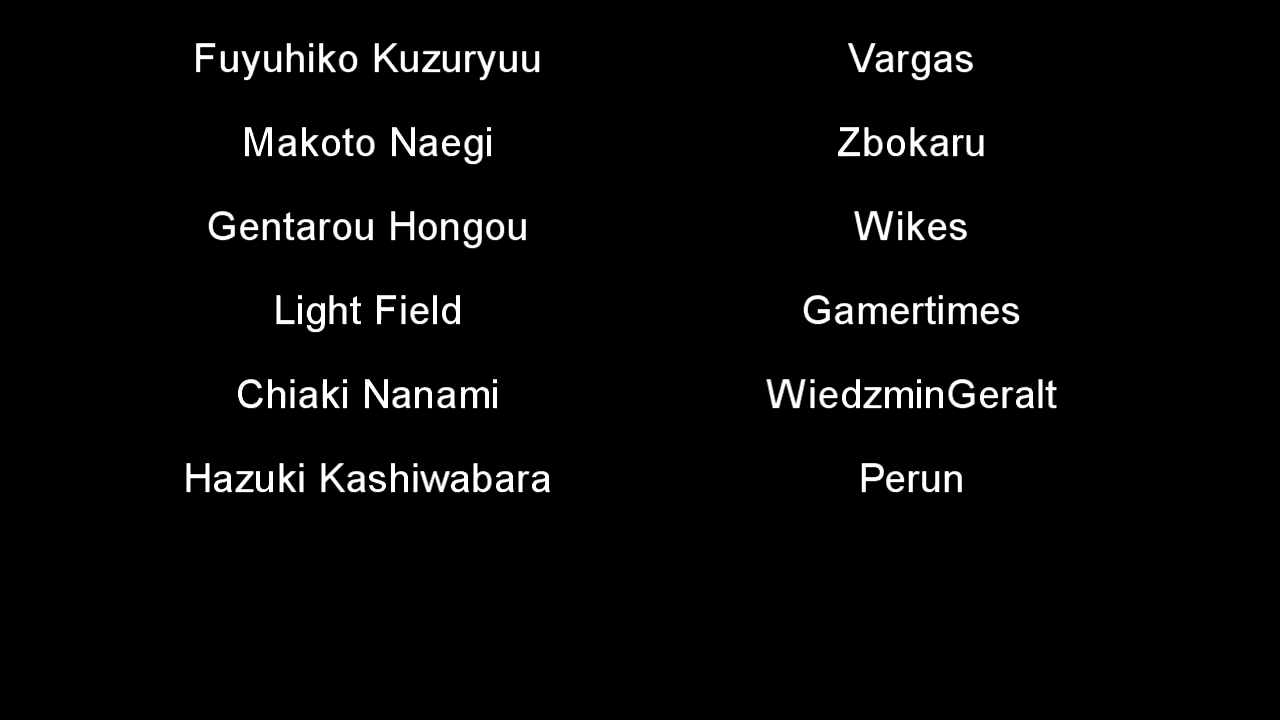 Fuyuhiko Kuzuryuu Vargas
Makoto Naegi Zbokaru
Gentarou Hongou Wikes
Light Field Gamertimes
Chiaki Nanami WiedzminGeralt
Hazuki Kashiwabara Perun